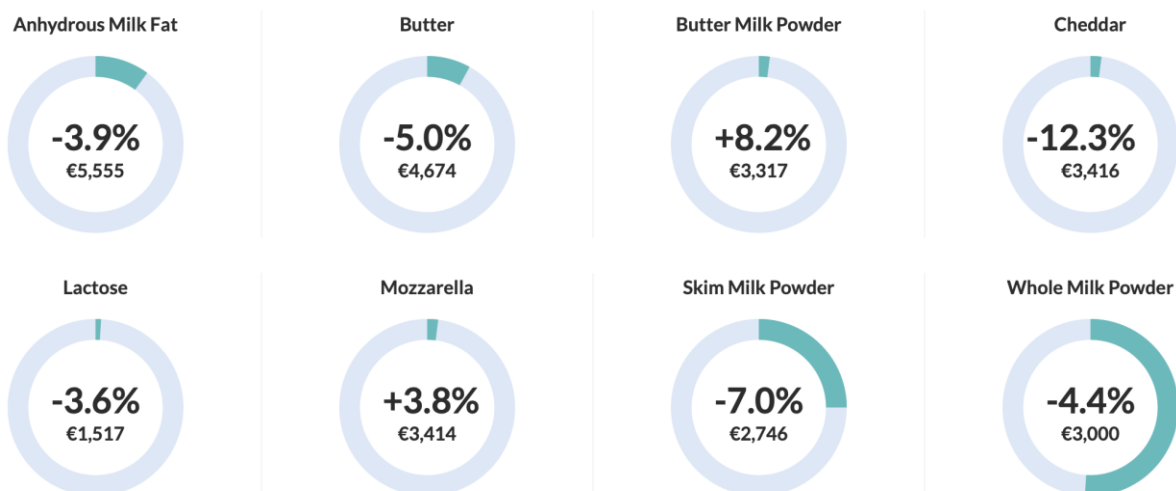 Anhydrous Milk Fat
-3.9%
€5,555
Butter
-5.0%
€4,674
Butter Milk Powder
+8.2%
€3,317
Cheddar
-12.3%
€3,416
Lactose
-3.6%
€1,517
Mozzarella
+3.8%
€3,414
Skim Milk Powder
-7.0%
€2,746
Whole Milk Powder
-4.4%
€3,000